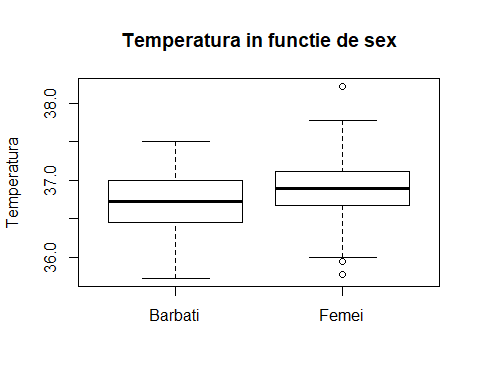 Temperatura in functie de sex
Temperatura
38.0
37.0
36.0
Barbati
Femei